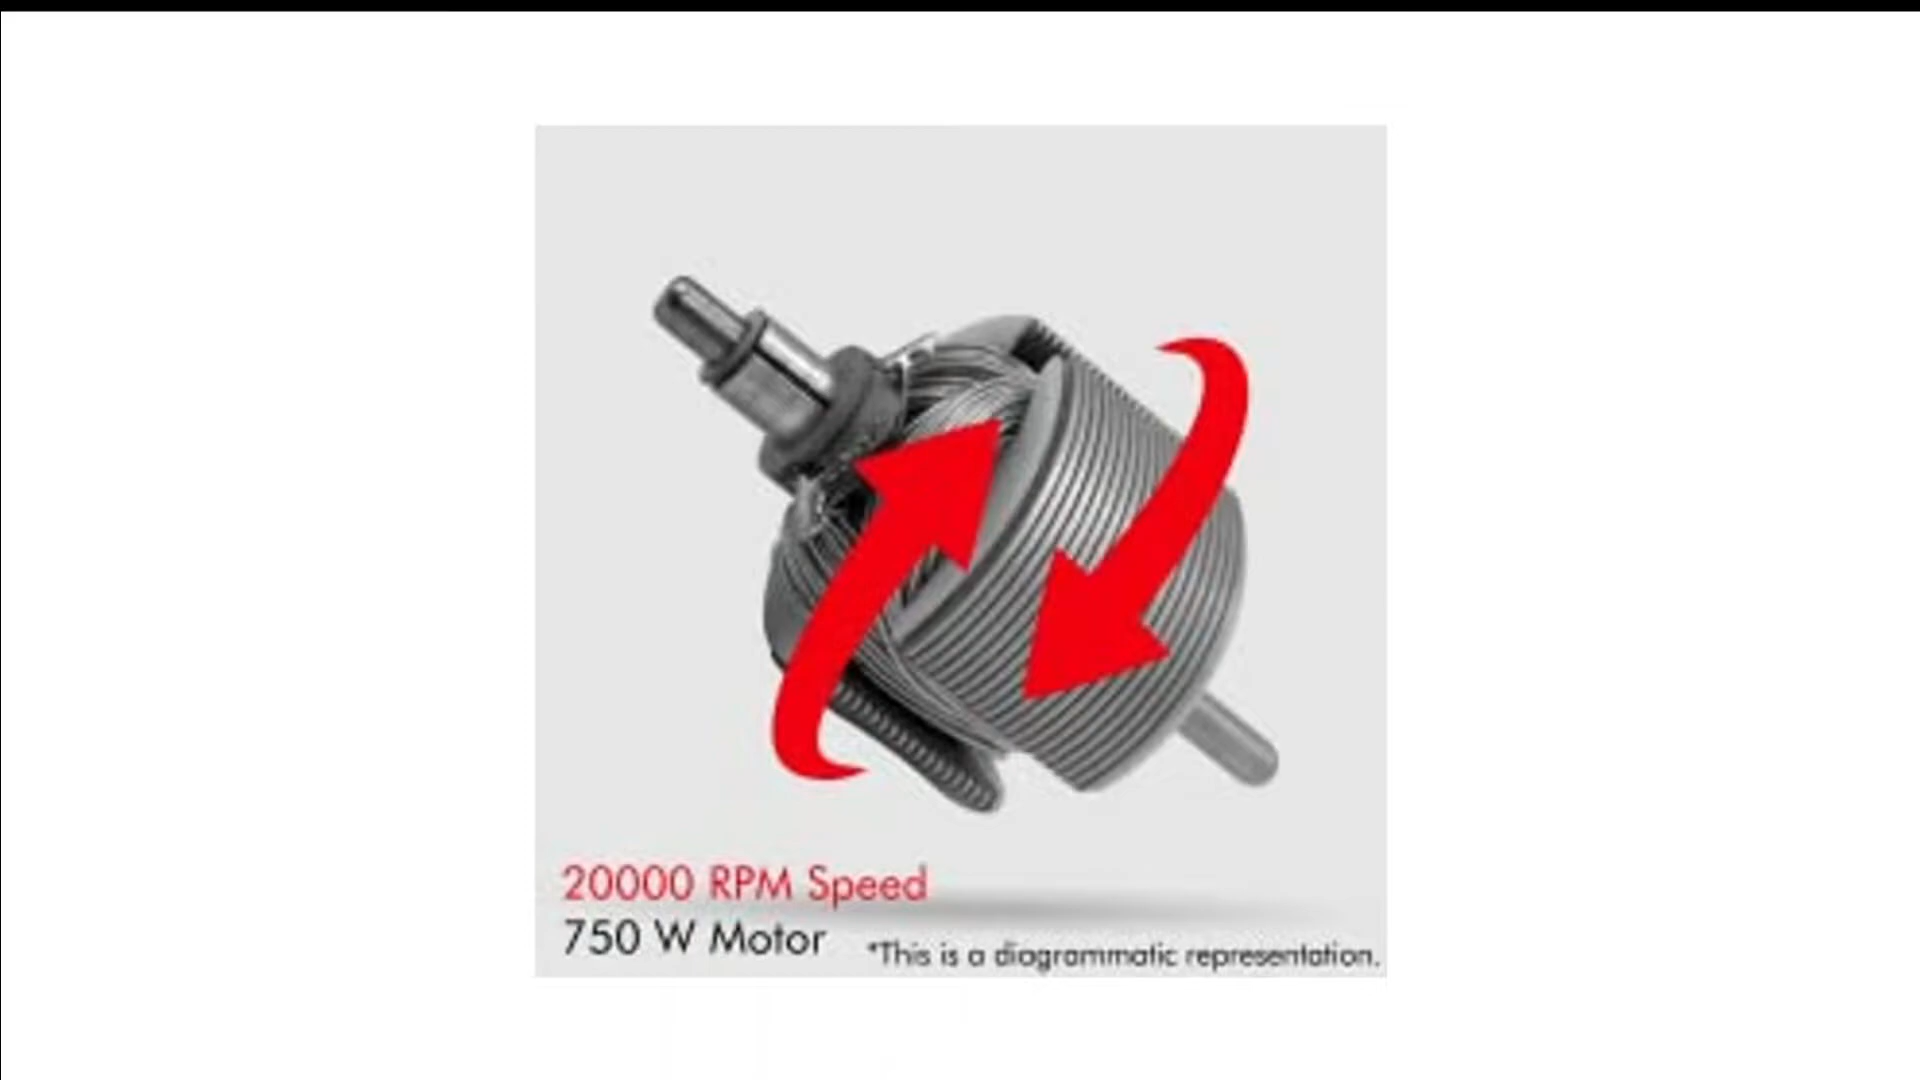 20000 RPM Speed
750 W Motor
*This is a diagrammatic representation.